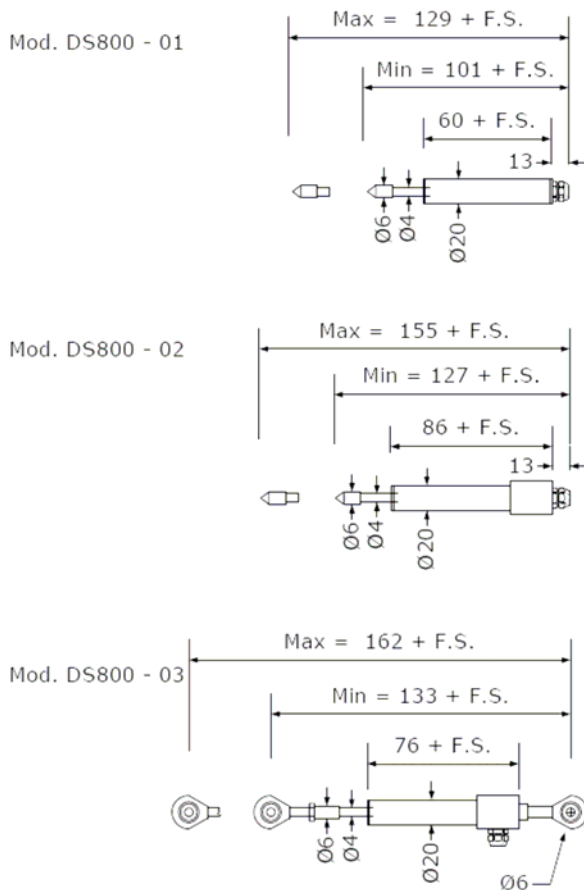 Max = 129 + F.S.
Mod. DS800 - 01
Min = 101 + F.S.
60 + F.S.
13
Ø6
Ø4
Ø20
Max = 155 + F.S.
Mod. DS800 - 02
Min = 127 + F.S.
86 + F.S.
13
Ø6
Ø4
Ø20
Max = 162 + F.S.
Mod. DS800 - 03
Min = 133 + F.S.
76 + F.S.
Ø6
Ø4
Ø20
Ø6